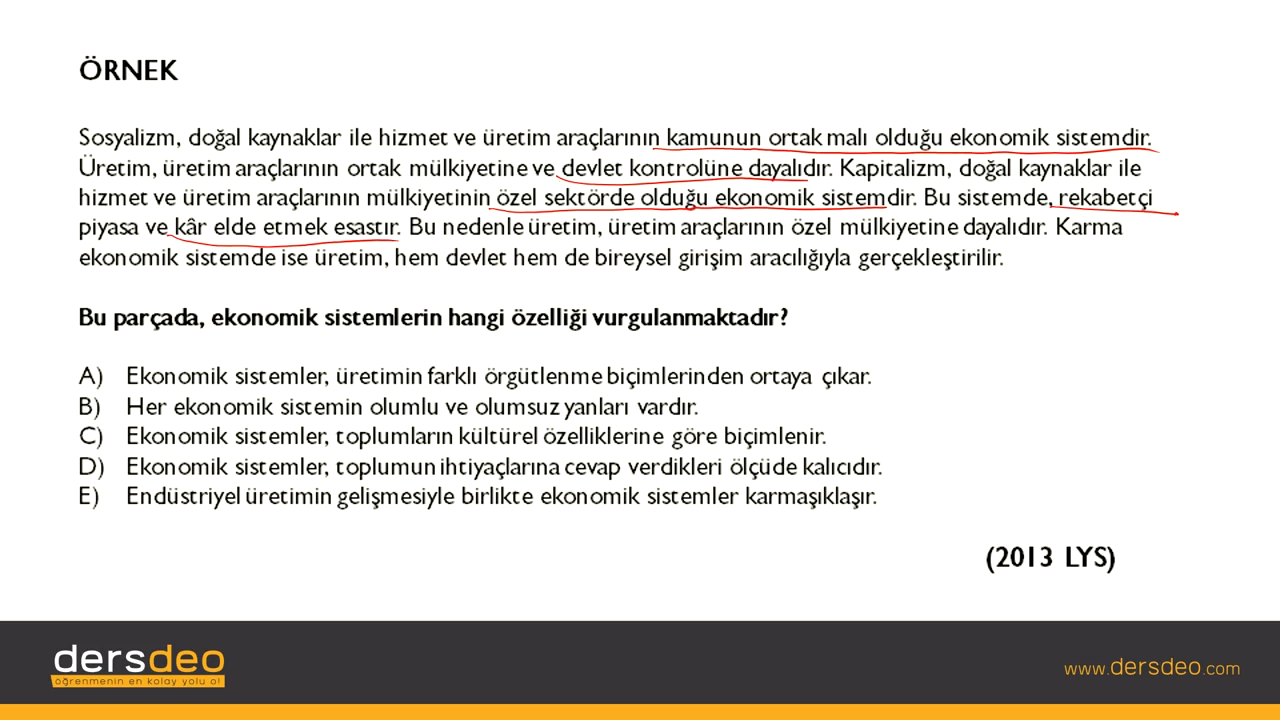 ÖRNEK
Sosyalizm, doğal kaynaklar ile hizmet ve üretim araçlarının kamunun ortak malı olduğu ekonomik sistemdir.
Üretim, üretim araçlarının ortak mülkiyetine ve devlet kontrolüne dayalıdır. Kapitalizm, doğal kaynaklar ile
hizmet ve üretim araçlarının mülkiyetinin özel sektörde olduğu ekonomik sistemdir. Bu sistemde, rekabetçi
piyasa ve kâr elde etmek esastır. Bu nedenle üretim, üretim araçlarının özel mülkiyetine dayalıdır. Karma
ekonomik sistemde ise üretim, hem devlet hem de bireysel girişim aracılığıyla gerçekleştirilir.
Bu parçada, ekonomik sistemlerin hangi özelliği vurgulanmaktadır?
A) Ekonomik sistemler, üretimin farklı örgütlenme biçimlerinden ortaya çıkar.
B) Her ekonomik sistemin olumlu ve olumsuz yanları vardır.
C) Ekonomik sistemler, toplumların kültürel özelliklerine göre biçimlenir.
D) Ekonomik sistemler, toplumun ihtiyaçlarına cevap verdikleri ölçüde kalıcıdır.
E) Endüstriyel üretimin gelişmesiyle birlikte ekonomik sistemler karmaşıklaşır.
(2013 LYS)
dersdeo
öğrenmenin en kolay yolu o!
www.dersdeo.com